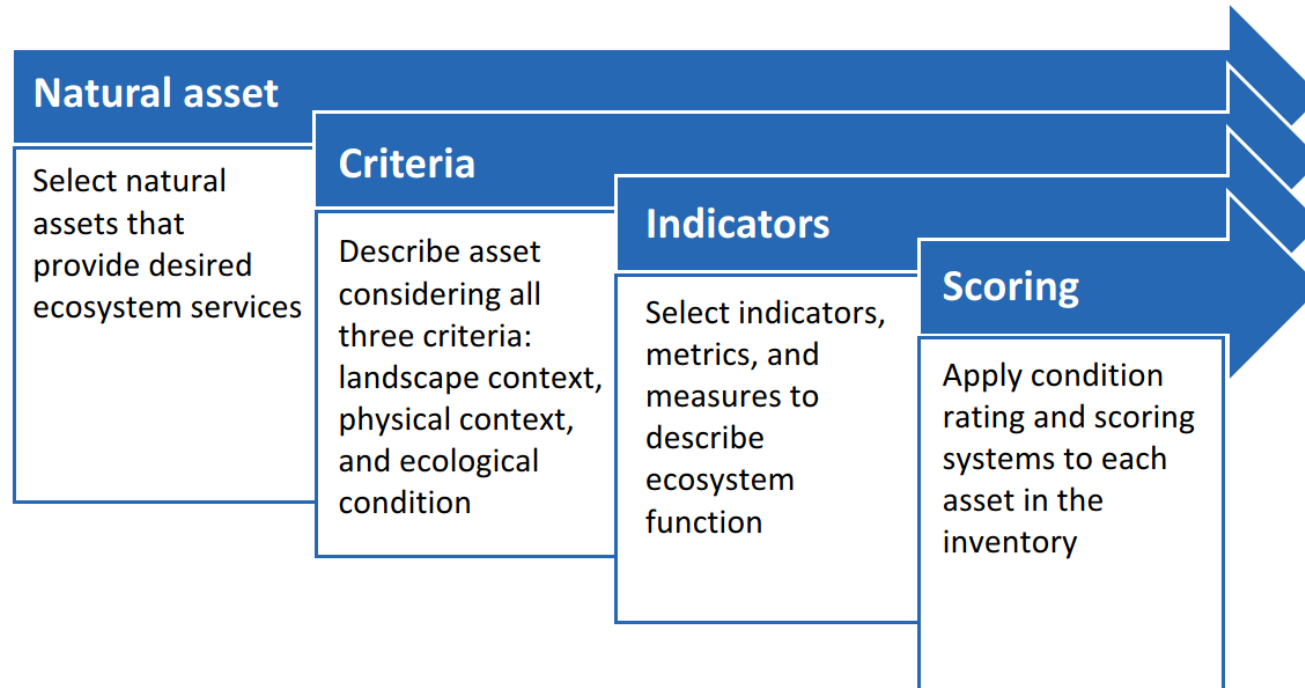 Natural asset
Select natural
assets that
provide desired
ecosystem services
Criteria
Describe asset
considering all
three criteria:
landscape context,
physical context,
and ecological
condition
Indicators
Select indicators,
metrics, and
measures to
describe
ecosystem
function
Scoring
Apply condition
rating and scoring
systems to each
asset in the
inventory